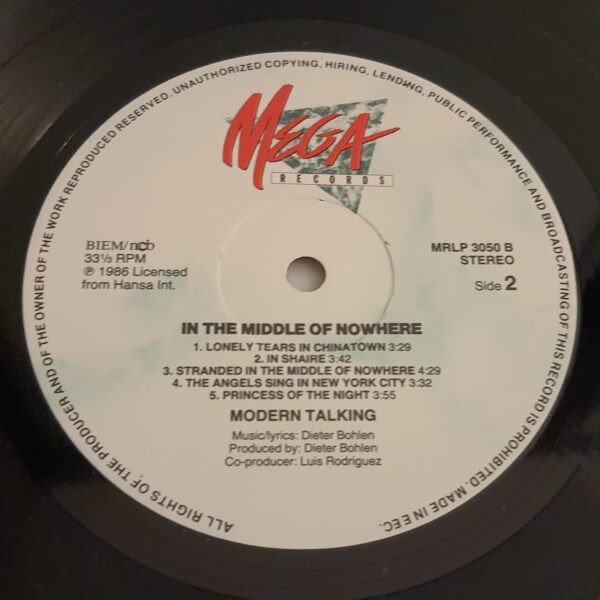 ALL RIGHTS OF THE PRODUCER AND OF THE OWNER OF THE WORK REPRODUCED RESERVED. UNAUTHORIZED COPYING, HIRING, LENDING, PUBLIC PERFORMANCE AND BROADCASTING OF THIS RECORD IS PROHIBITED. MADE IN EEC.
MEGA
RECORDS
BIEM/ncb
33⅓ RPM
℗ 1986 Licensed
from Hansa Int.
MRLP 3050 B
STEREO
Side 2
IN THE MIDDLE OF NOWHERE
1. LONELY TEARS IN CHINATOWN 3:29
2. IN SHAIRE 3:42
3. STRANDED IN THE MIDDLE OF NOWHERE 4:29
4. THE ANGELS SING IN NEW YORK CITY 3:32
5. PRINCESS OF THE NIGHT 3:55
MODERN TALKING
Music/lyrics: Dieter Bohlen
Produced by: Dieter Bohlen
Co-producer: Luis Rodriguez